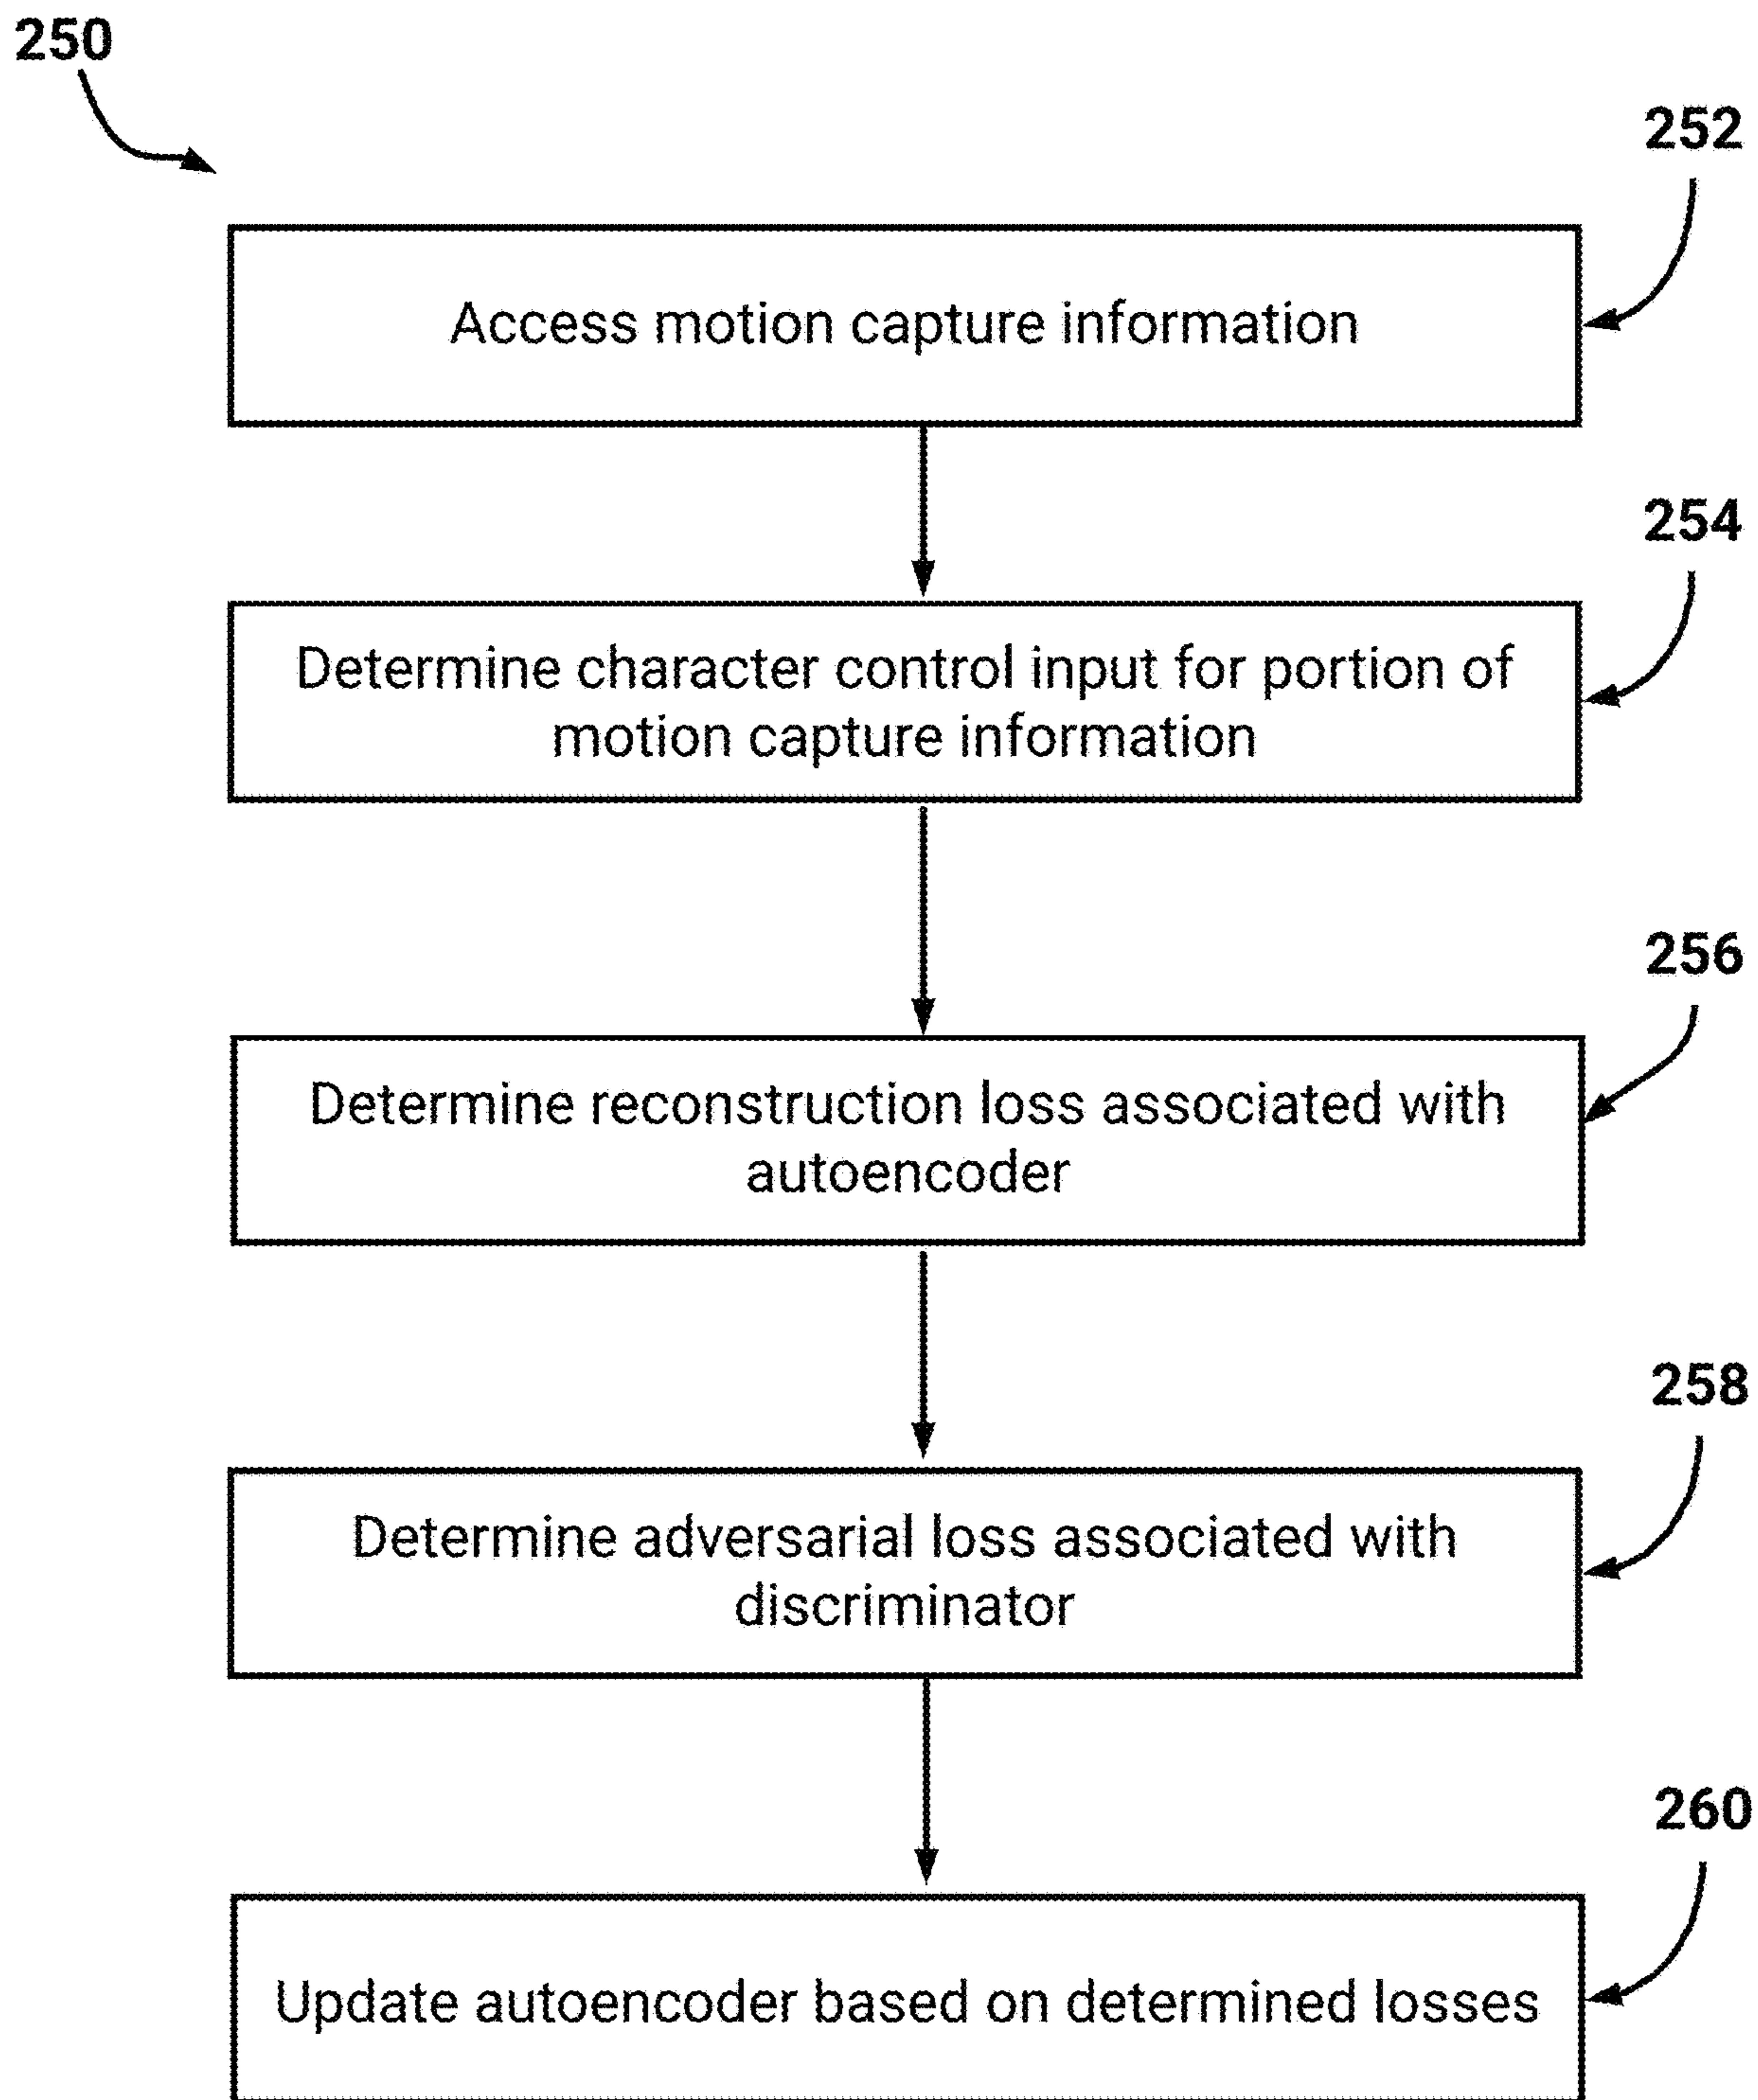 250
252
Access motion capture information
254
Determine character control input for portion of
motion capture information
256
Determine reconstruction loss associated with
autoencoder
258
Determine adversarial loss associated with
discriminator
260
Update autoencoder based on determined losses